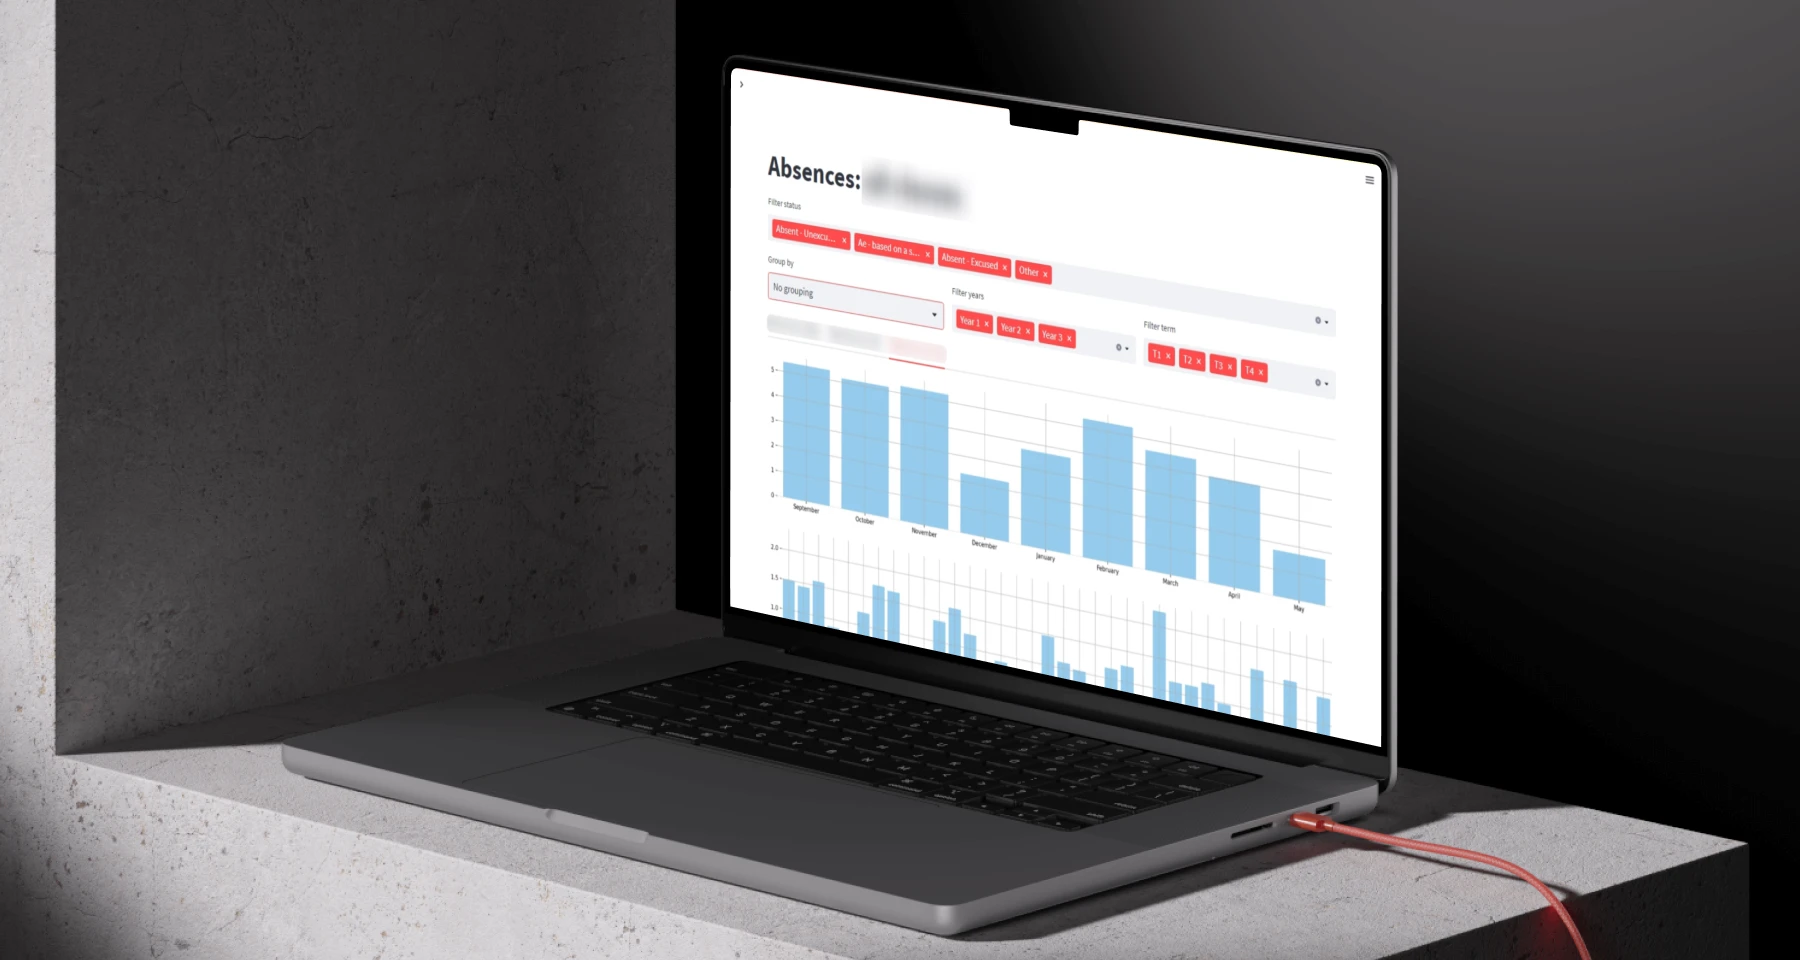 Absences:
Filter status
Absent - Unexcu... × Ae - based on a s... × Absent - Excused × Other ×
Group by
No grouping
Filter years
Year 1 × Year 2 × Year 3 ×
Filter term
T1 × T2 × T3 × T4 ×
5
4
3
2
1
0
September October November December January February March April May
2.0
1.5
1.0